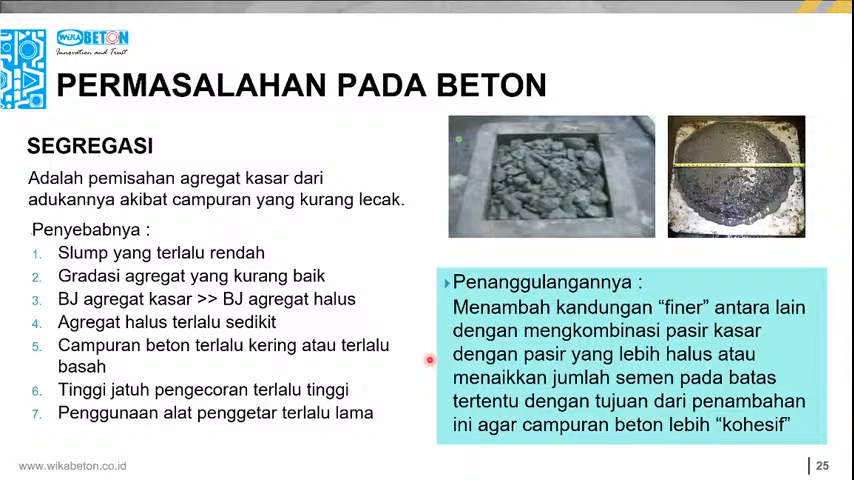 WIKA BETON
Innovation and Trust
PERMASALAHAN PADA BETON
SEGREGASI
Adalah pemisahan agregat kasar dari
adukannya akibat campuran yang kurang lecak.
Penyebabnya :
1. Slump yang terlalu rendah
2. Gradasi agregat yang kurang baik
3. BJ agregat kasar >> BJ agregat halus
4. Agregat halus terlalu sedikit
5. Campuran beton terlalu kering atau terlalu
basah
6. Tinggi jatuh pengecoran terlalu tinggi
7. Penggunaan alat penggetar terlalu lama
Penanggulangannya :
Menambah kandungan “finer” antara lain
dengan mengkombinasi pasir kasar
dengan pasir yang lebih halus atau
menaikkan jumlah semen pada batas
tertentu dengan tujuan dari penambahan
ini agar campuran beton lebih “kohesif”
www.wikabeton.co.id
25